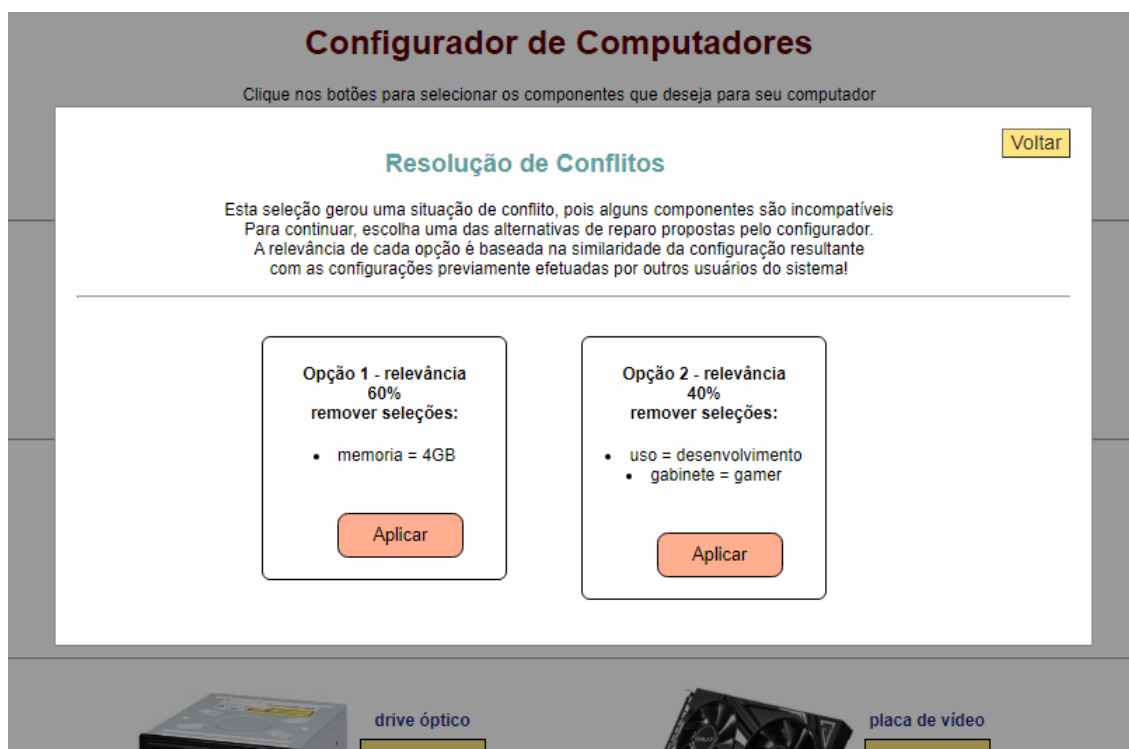 Configurador de Computadores
Clique nos botões para selecionar os componentes que deseja para seu computador
Voltar
Resolução de Conflitos
Esta seleção gerou uma situação de conflito, pois alguns componentes são incompatíveis
Para continuar, escolha uma das alternativas de reparo propostas pelo configurador.
A relevância de cada opção é baseada na similaridade da configuração resultante
com as configurações previamente efetuadas por outros usuários do sistema!
Opção 1 - relevância
60%
remover seleções:
• memoria = 4GB
Aplicar
Opção 2 - relevância
40%
remover seleções:
• uso = desenvolvimento
• gabinete = gamer
Aplicar
drive óptico
placa de vídeo